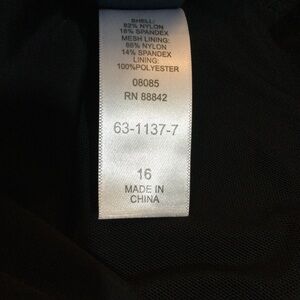 SHELL:
82% NYLON
18% SPANDEX
MESH LINING:
86% NYLON
14% SPANDEX
LINING:
100%POLYESTER
08085
RN 88842
63-1137-7
16
MADE IN
CHINA